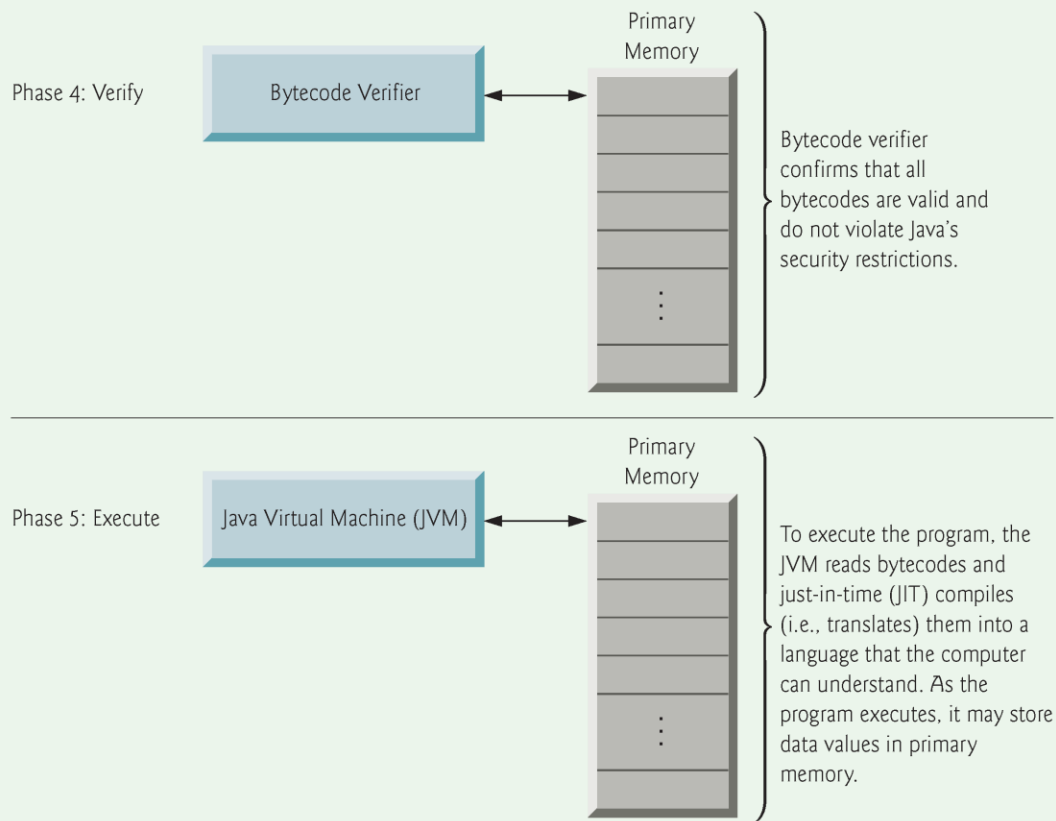 Primary
Memory
Phase 4: Verify
Bytecode Verifier
Bytecode verifier
confirms that all
bytecodes are valid and
do not violate Java’s
security restrictions.
Primary
Memory
Phase 5: Execute
Java Virtual Machine (JVM)
To execute the program, the
JVM reads bytecodes and
just-in-time (JIT) compiles
(i.e., translates) them into a
language that the computer
can understand. As the
program executes, it may store
data values in primary
memory.